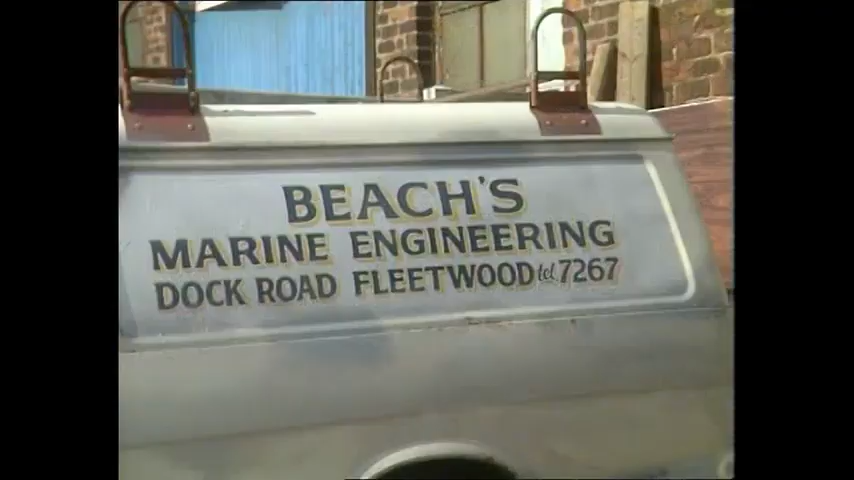 BEACH'S
MARINE ENGINEERING
DOCK ROAD FLEETWOOD tel. 7267